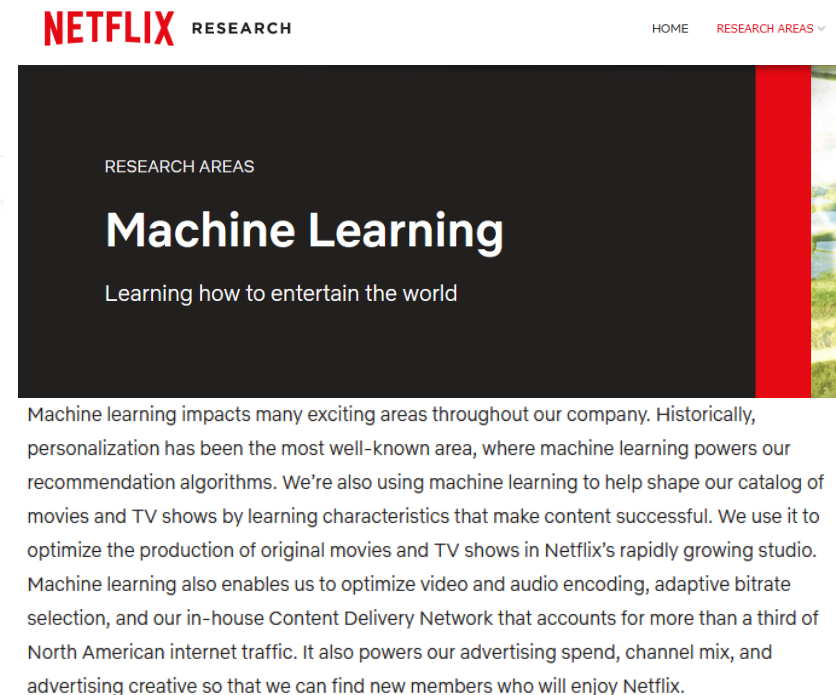 NETFLIX RESEARCH
HOME RESEARCH AREAS
RESEARCH AREAS
Machine Learning
Learning how to entertain the world
Machine learning impacts many exciting areas throughout our company. Historically,
personalization has been the most well-known area, where machine learning powers our
recommendation algorithms. We’re also using machine learning to help shape our catalog of
movies and TV shows by learning characteristics that make content successful. We use it to
optimize the production of original movies and TV shows in Netflix’s rapidly growing studio.
Machine learning also enables us to optimize video and audio encoding, adaptive bitrate
selection, and our in-house Content Delivery Network that accounts for more than a third of
North American internet traffic. It also powers our advertising spend, channel mix, and
advertising creative so that we can find new members who will enjoy Netflix.